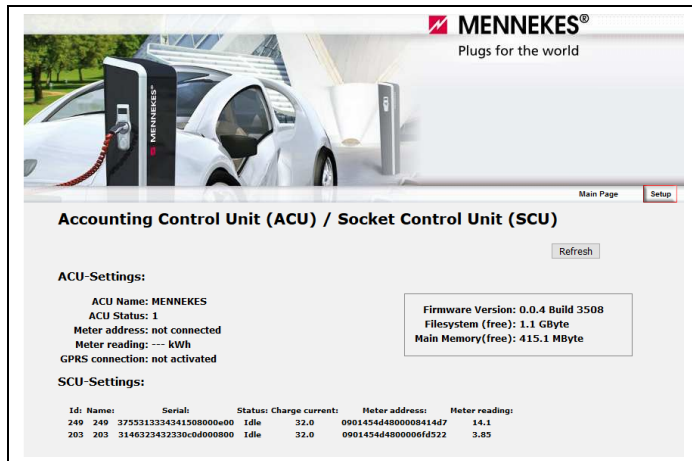 MENNEKES®
Plugs for the world
MENNEKES®
Main Page Setup
Accounting Control Unit (ACU) / Socket Control Unit (SCU)
Refresh
ACU-Settings:
ACU Name: MENNEKES
ACU Status: 1
Meter address: not connected
Meter reading: --- kWh
GPRS connection: not activated
Firmware Version: 0.0.4 Build 3508
Filesystem (free): 1.1 GByte
Main Memory(free): 415.1 MByte
SCU-Settings:
Id: Name: Serial: Status: Charge current: Meter address: Meter reading:
249 249 3755313334341508000e00 Idle 32.0 0901454d4800008414d7 14.1
203 203 3146323432330c0d000800 Idle 32.0 0901454d4800006fd522 3.85